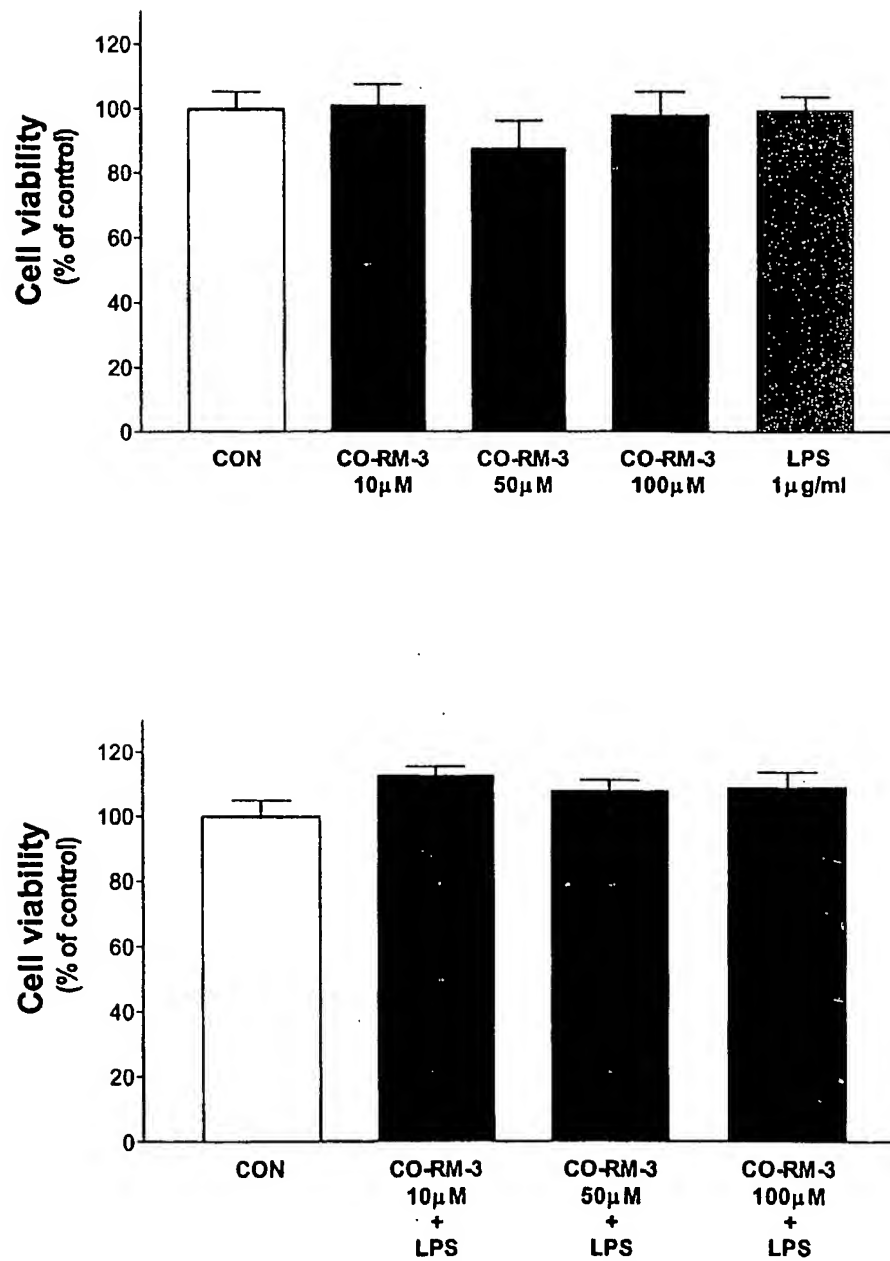 Cell viability
(% of control)
120
100
80
60
40
20
0
CON
CO-RM-3
10μM
CO-RM-3
50μM
CO-RM-3
100μM
LPS
1μg/ml
Cell viability
(% of control)
120
100
80
60
40
20
0
CON
CO-RM-3
10μM
+
LPS
CO-RM-3
50μM
+
LPS
CO-RM-3
100μM
+
LPS